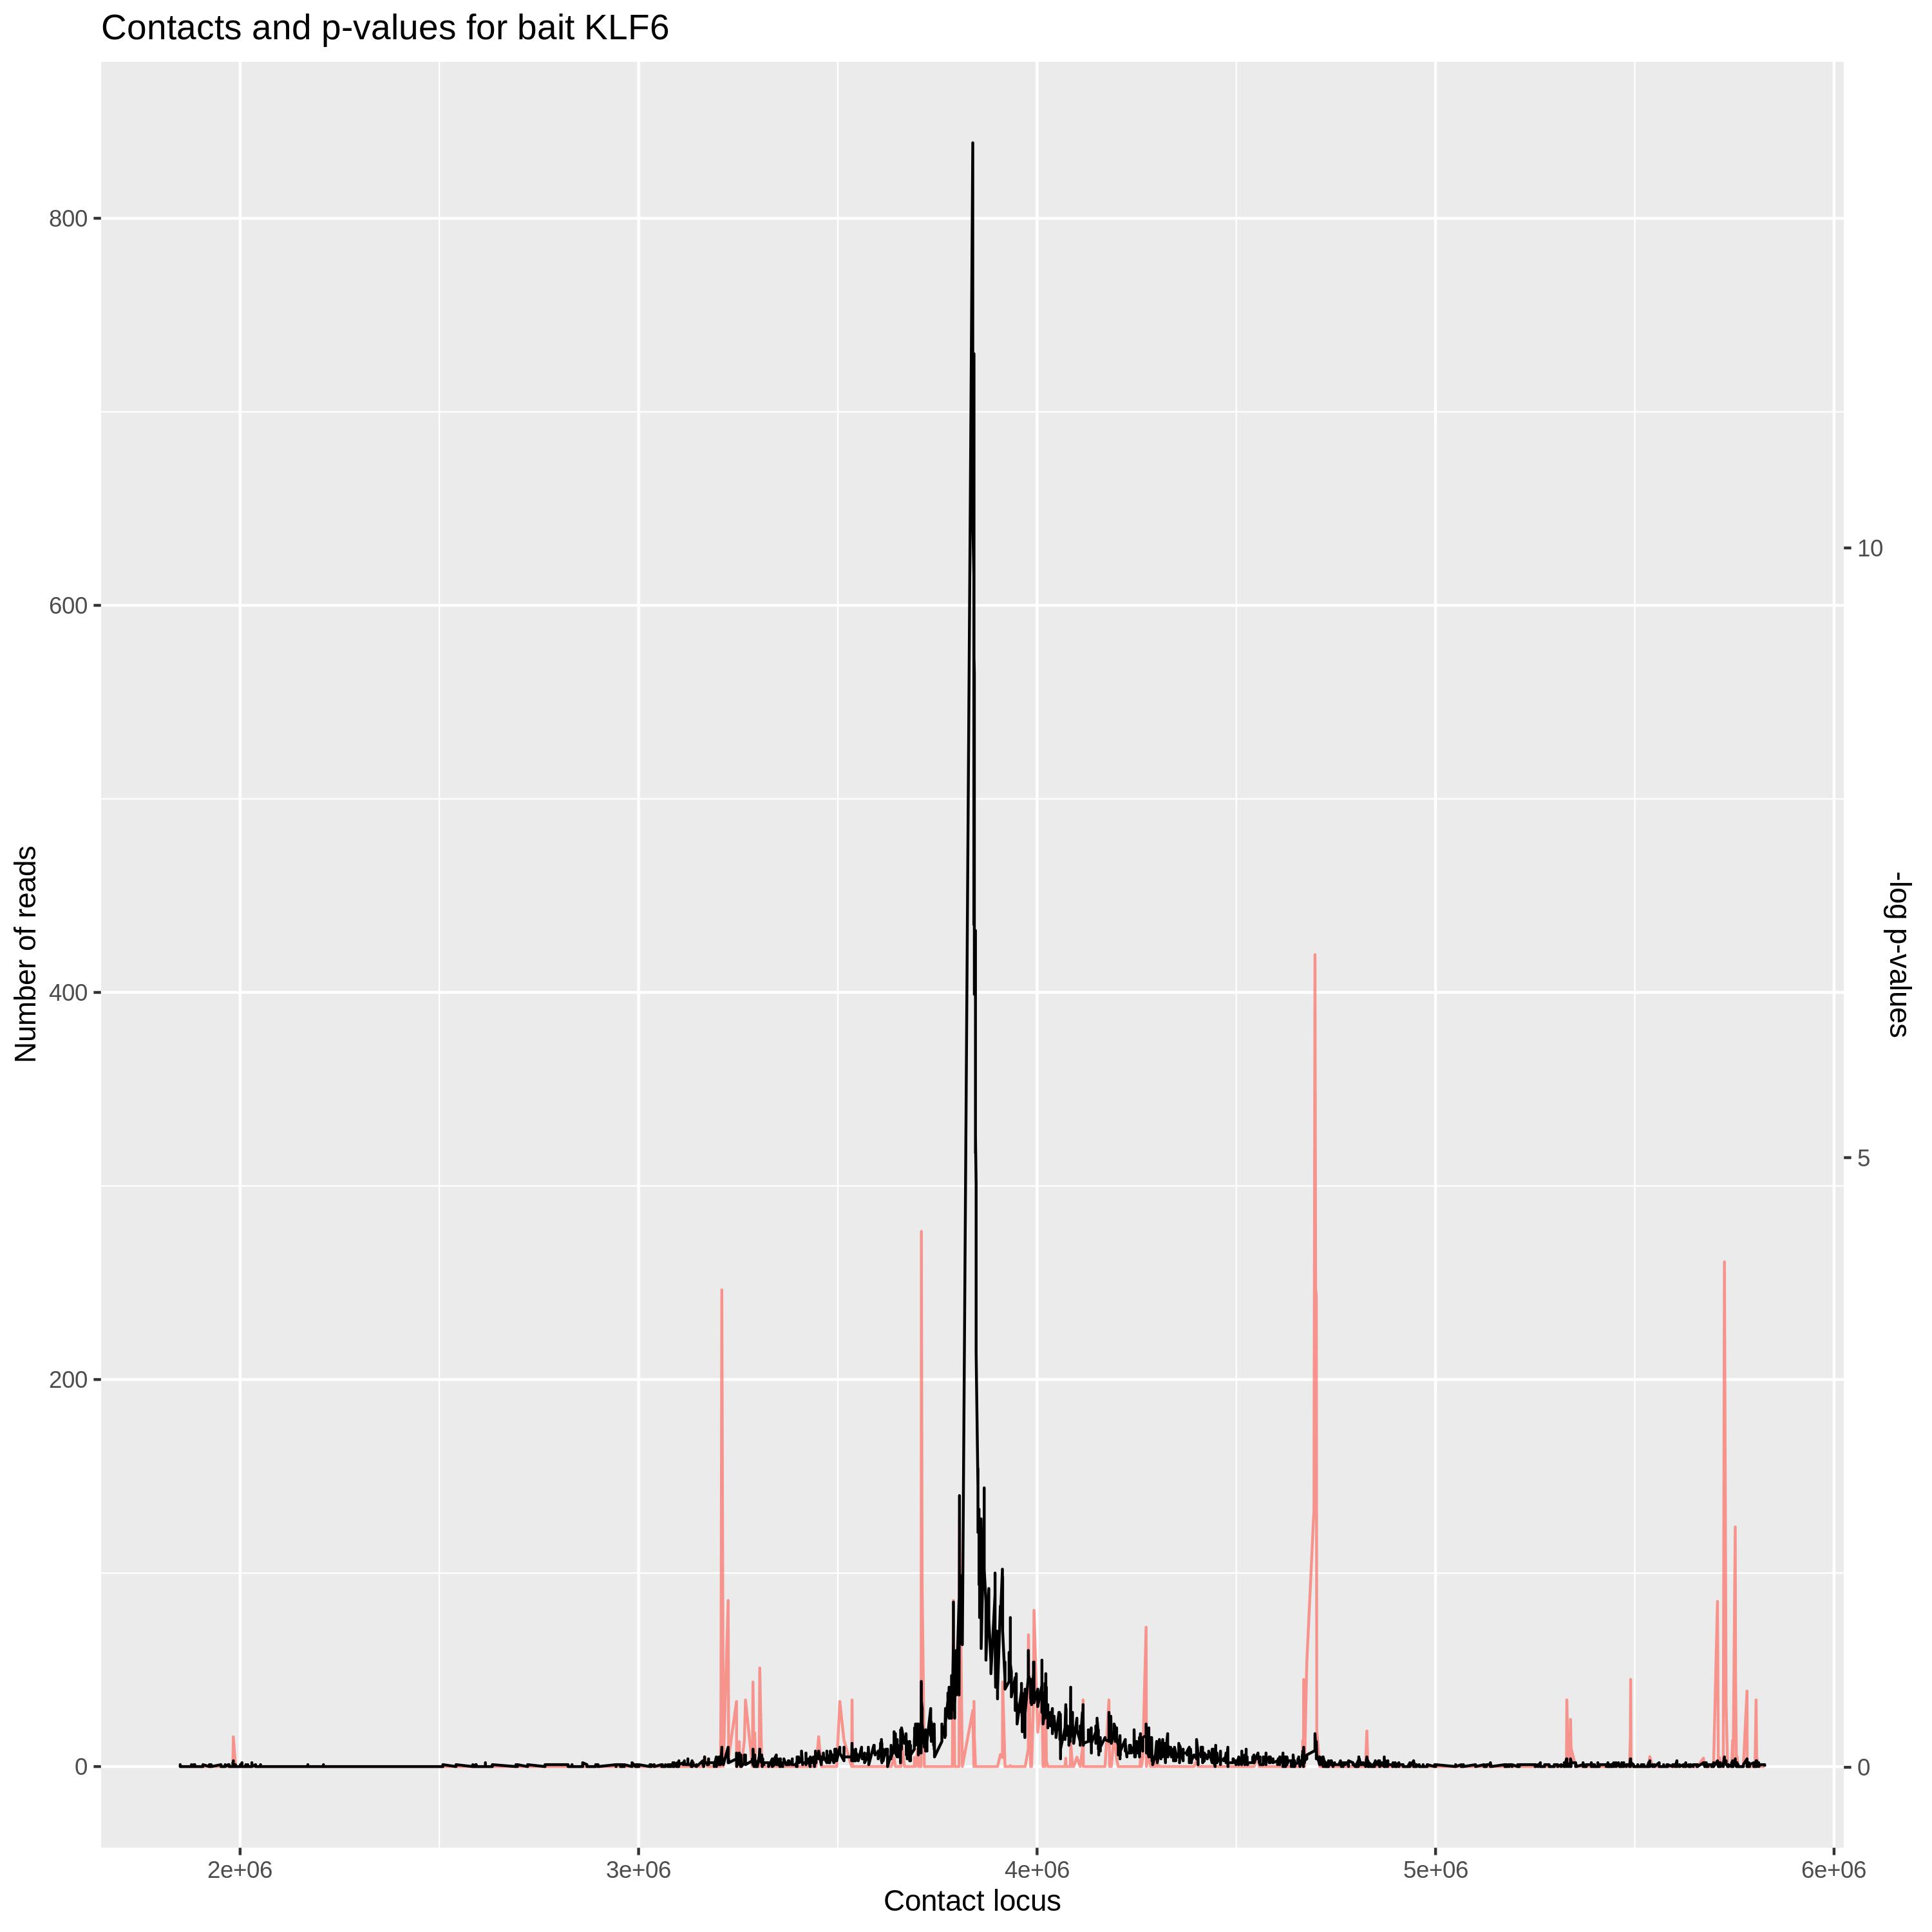 Contacts and p-values for bait KLF6
800
600
400
200
0
Number of reads
10
5
0
-log p-values
2e+06
3e+06
4e+06
5e+06
6e+06
Contact locus